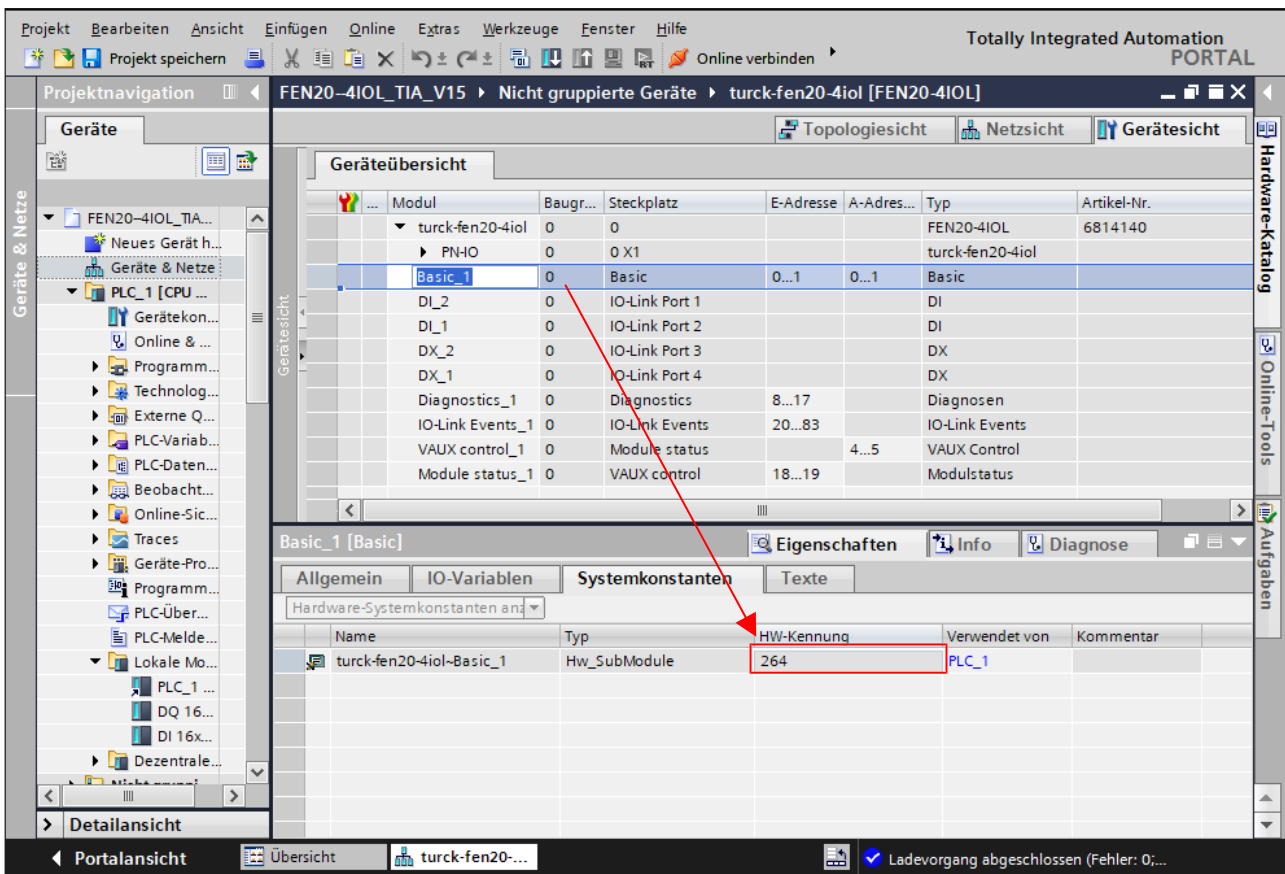 Projekt Bearbeiten Ansicht Einfügen Online Extras Werkzeuge Fenster Hilfe
Totally Integrated Automation
PORTAL
Projekt speichern Online verbinden
Projektnavigation
FEN20--4IOL_TIA_V15 Nicht gruppierte Geräte turck-fen20-4iol [FEN20-4IOL]
Geräte
Topologiesicht Netzsicht Gerätesicht
Geräteübersicht
Geräte & Netze
Gerätesicht
Hardware-Katalog
Online-Tools
Aufgaben
... Modul Baugr... Steckplatz E-Adresse A-Adres... Typ Artikel-Nr.
turck-fen20-4iol 0 0 FEN20-4IOL 6814140
PN-IO 0 0 X1 turck-fen20-4iol
Basic_1 0 Basic 0...1 0...1 Basic
DI_2 0 IO-Link Port 1 DI
DI_1 0 IO-Link Port 2 DI
DX_2 0 IO-Link Port 3 DX
DX_1 0 IO-Link Port 4 DX
Diagnostics_1 0 Diagnostics 8...17 Diagnosen
IO-Link Events_1 0 IO-Link Events 20...83 IO-Link Events
VAUX control_1 0 Module status 4...5 VAUX Control
Module status_1 0 VAUX control 18...19 Modulstatus
FEN20--4IOL_TIA...
Neues Gerät h...
Geräte & Netze
PLC_1 [CPU ...
Gerätekon...
Online & ...
Programm...
Technolog...
Externe Q...
PLC-Variab...
PLC-Daten...
Beobacht...
Online-Sic...
Traces
Geräte-Pro...
Programm...
PLC-Über...
PLC-Melde...
Lokale Mo...
PLC_1 ...
DQ 16...
DI 16x...
Dezentrale...
Basic_1 [Basic]
Eigenschaften Info Diagnose
Allgemein IO-Variablen Systemkonstanten Texte
Hardware-Systemkonstanten anz
Name Typ HW-Kennung Verwendet von Kommentar
turck-fen20-4iol~Basic_1 Hw_SubModule 264 PLC_1
Detailansicht
Portalansicht Übersicht turck-fen20-... Ladevorgang abgeschlossen (Fehler: 0;...